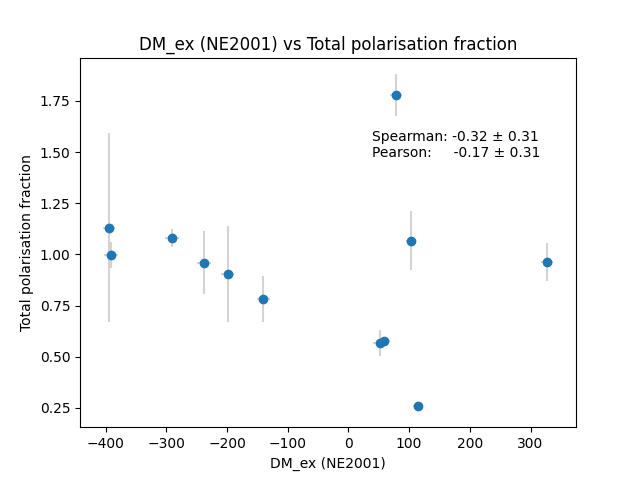 DM_ex (NE2001) vs Total polarisation fraction
1.75
1.50
1.25
1.00
0.75
0.50
0.25
Total polarisation fraction
Spearman: -0.32 ± 0.31
Pearson: -0.17 ± 0.31
−400 −300 −200 −100 0 100 200 300
DM_ex (NE2001)